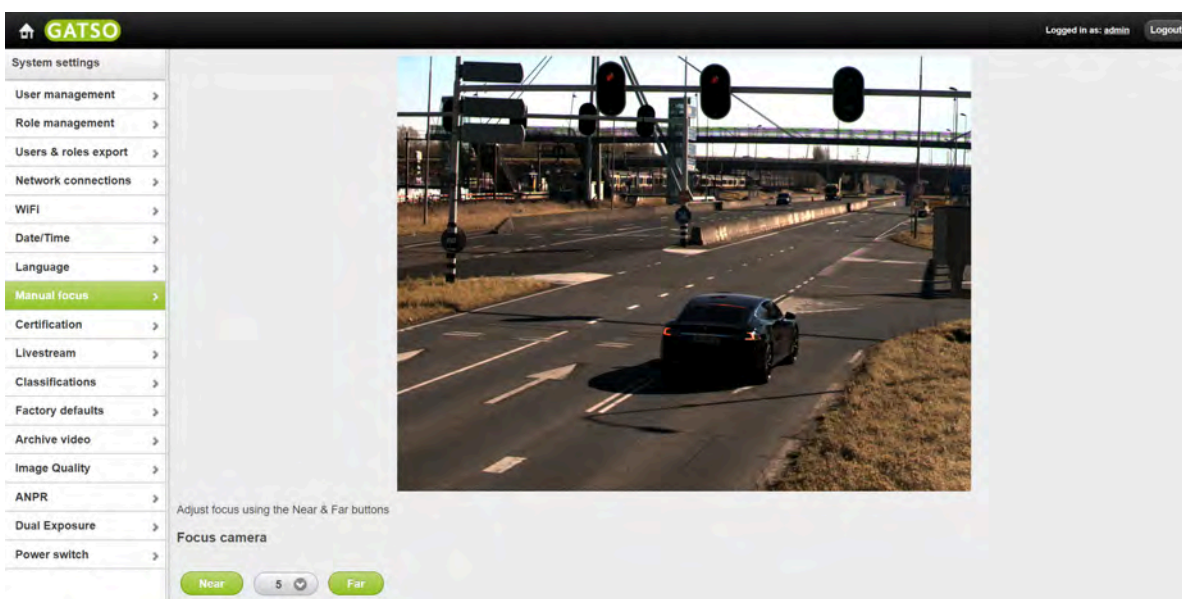 GATSO
Logged in as: admin
Logout
System settings
User management
Role management
Users & roles export
Network connections
WiFi
Date/Time
Language
Manual focus
Certification
Livestream
Classifications
Factory defaults
Archive video
Image Quality
ANPR
Dual Exposure
Power switch
Adjust focus using the Near & Far buttons
Focus camera
Near
5
Far